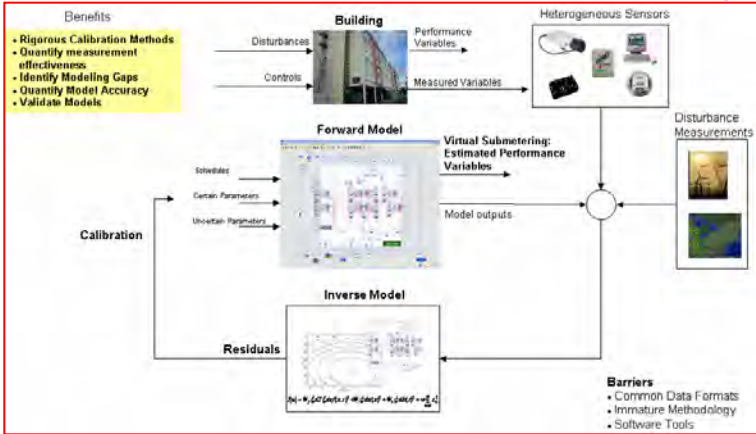 Benefits
• Rigorous Calibration Methods
• Quantify measurement
effectiveness
• Identify Modeling Gaps
• Quantify Model Accuracy
• Validate Models
Building
Disturbances
Controls
Performance
Variables
Measured Variables
Heterogeneous Sensors
Disturbance
Measurements
Forward Model
Schedules
Certain Parameters
Uncertain Parameters
Virtual Submetering:
Estimated Performance
Variables
Model outputs
Calibration
Inverse Model
Residuals
Barriers
• Common Data Formats
• Immature Methodology
• Software Tools